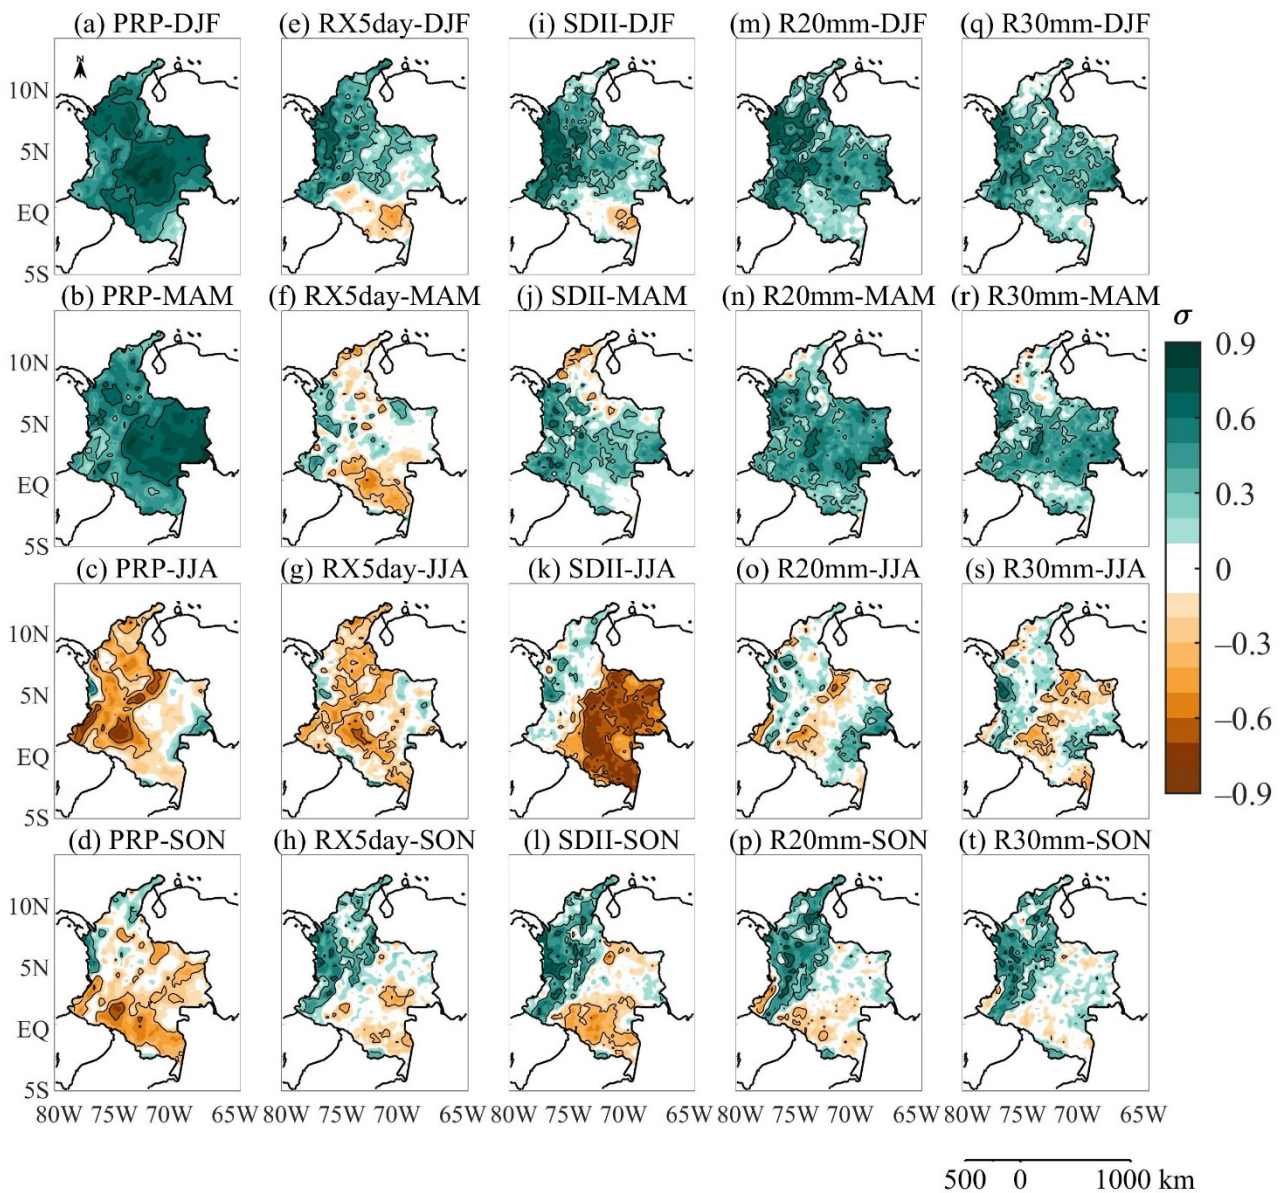 (a) PRP-DJF (e) RX5day-DJF (i) SDII-DJF (m) R20mm-DJF (q) R30mm-DJF
N
10N
5N
EQ
5S
(b) PRP-MAM (f) RX5day-MAM (j) SDII-MAM (n) R20mm-MAM (r) R30mm-MAM
σ
0.9
0.6
0.3
0
–0.3
–0.6
–0.9
10N
5N
EQ
5S
(c) PRP-JJA (g) RX5day-JJA (k) SDII-JJA (o) R20mm-JJA (s) R30mm-JJA
10N
5N
EQ
5S
(d) PRP-SON (h) RX5day-SON (l) SDII-SON (p) R20mm-SON (t) R30mm-SON
10N
5N
EQ
5S
80W 75W 70W 65W 80W 75W 70W 65W 80W 75W 70W 65W 80W 75W 70W 65W 80W 75W 70W 65W
500 0 1000 km